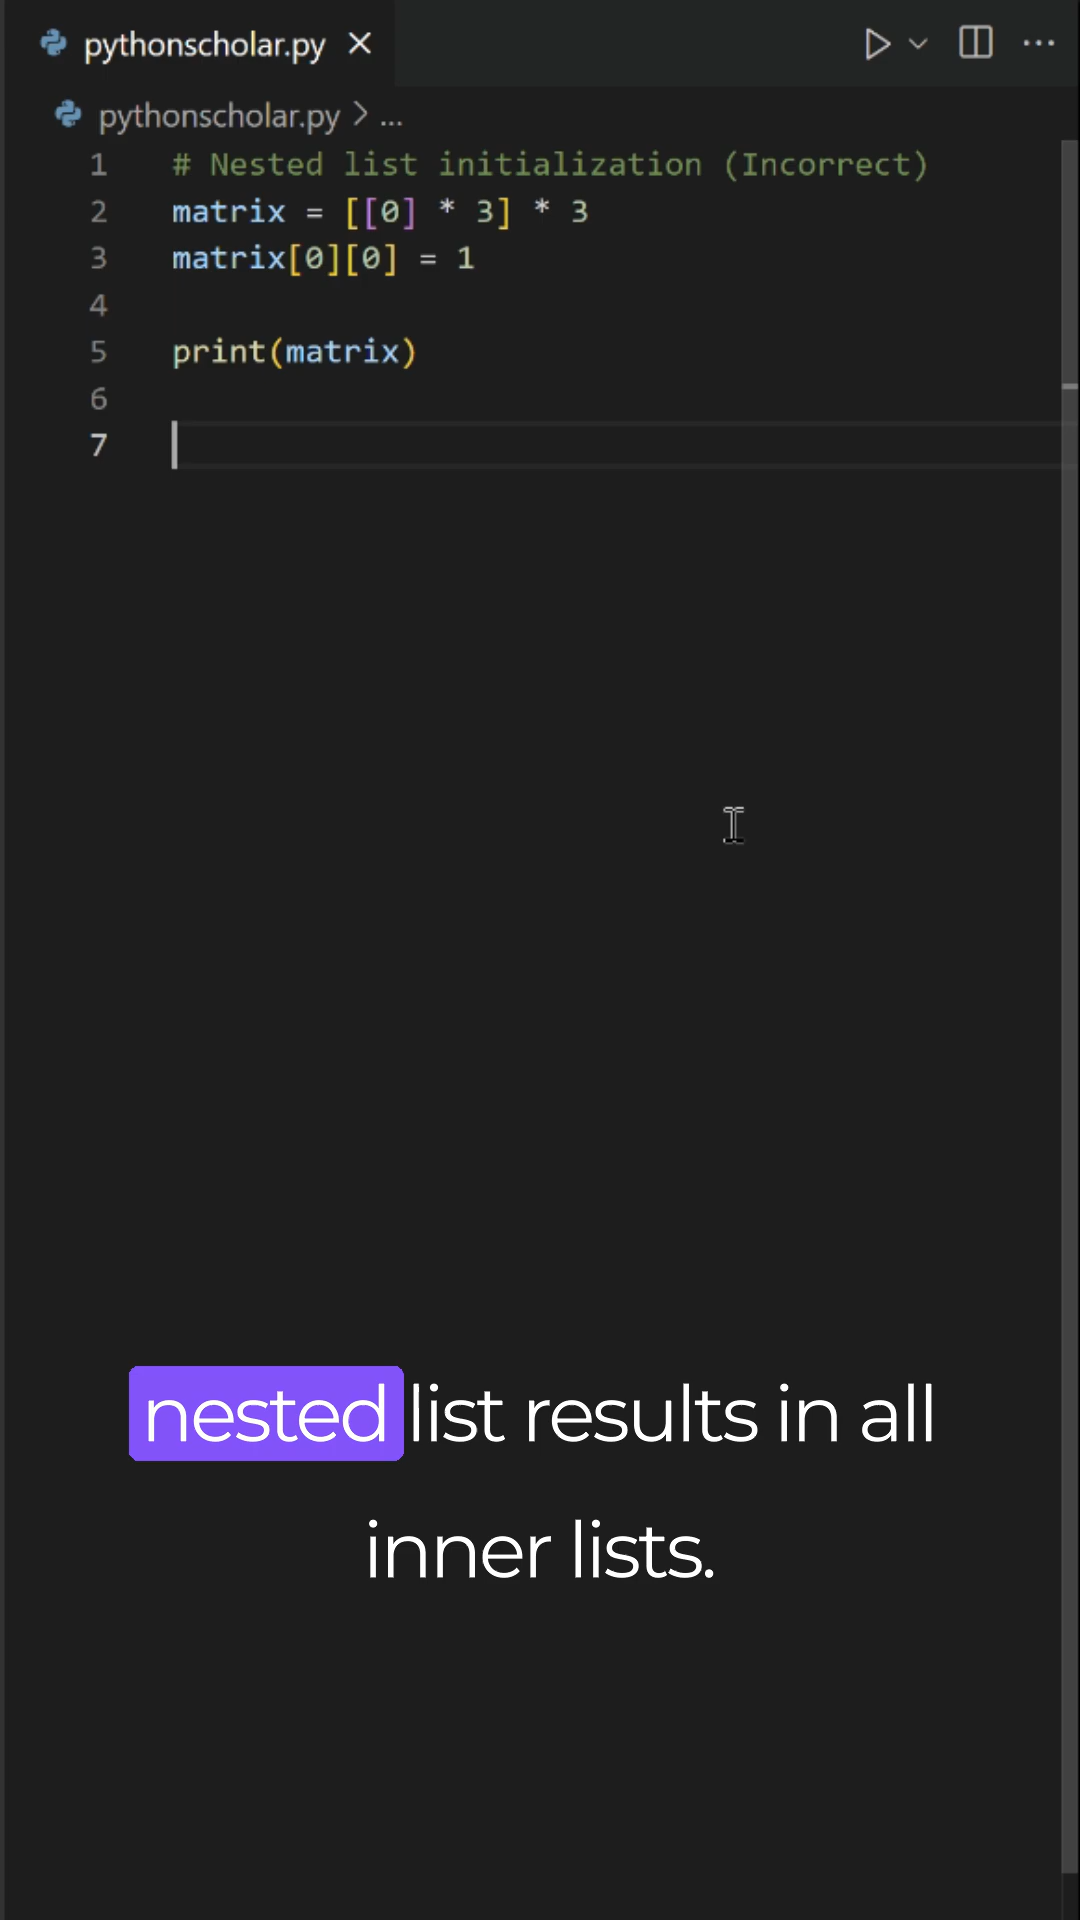 pythonscholar.py
pythonscholar.py > ...
1 # Nested list initialization (Incorrect)
2 matrix = [[0] * 3] * 3
3 matrix[0][0] = 1
4
5 print(matrix)
6
7
nested list results in all
inner lists.